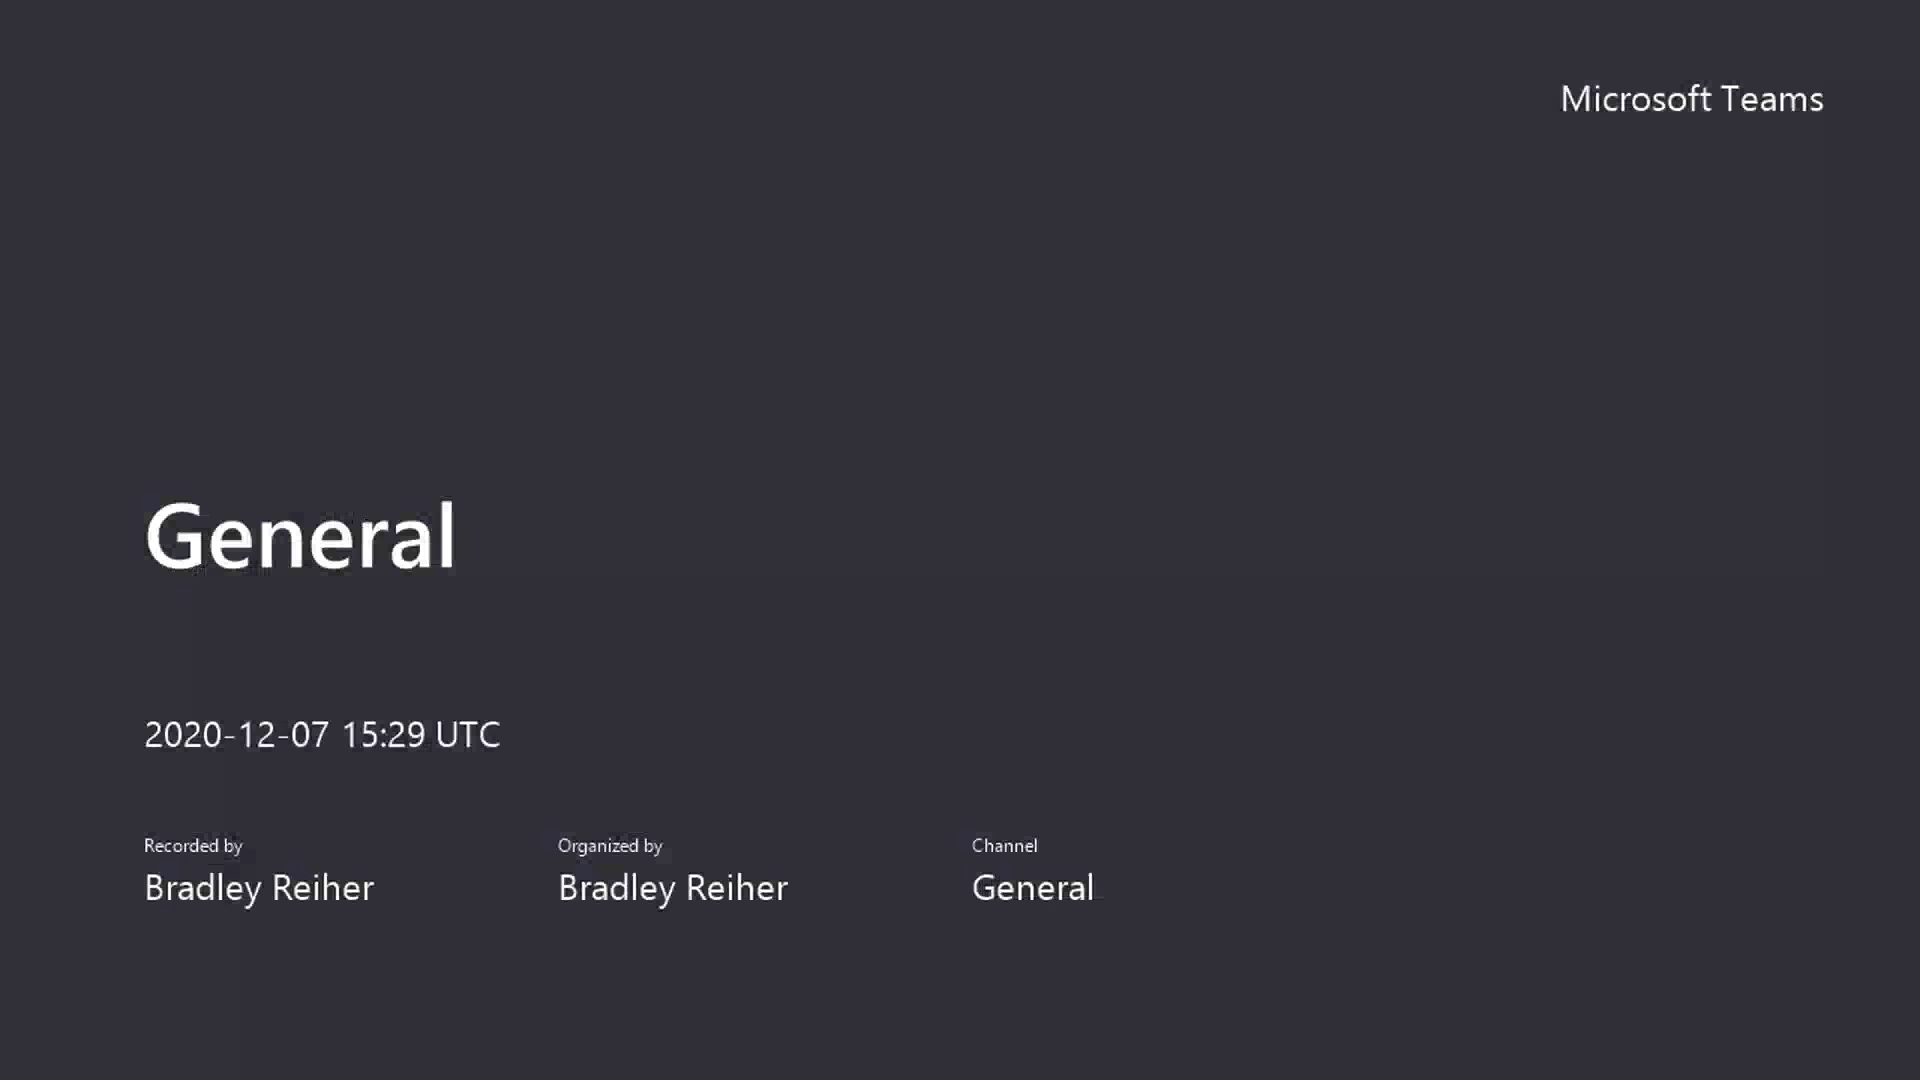 Microsoft Teams
General
2020-12-07 15:29 UTC
Recorded by
Bradley Reiher
Organized by
Bradley Reiher
Channel
General